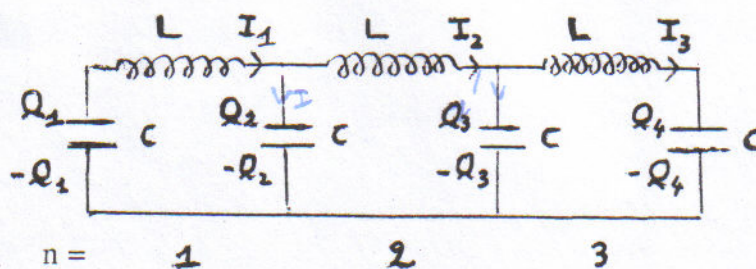 L I₁ L I₂ L I₃
I
Q₁ C Q₂ C Q₃ C Q₄ C
-Q₁ -Q₂ -Q₃ -Q₄
n = 1 2 3